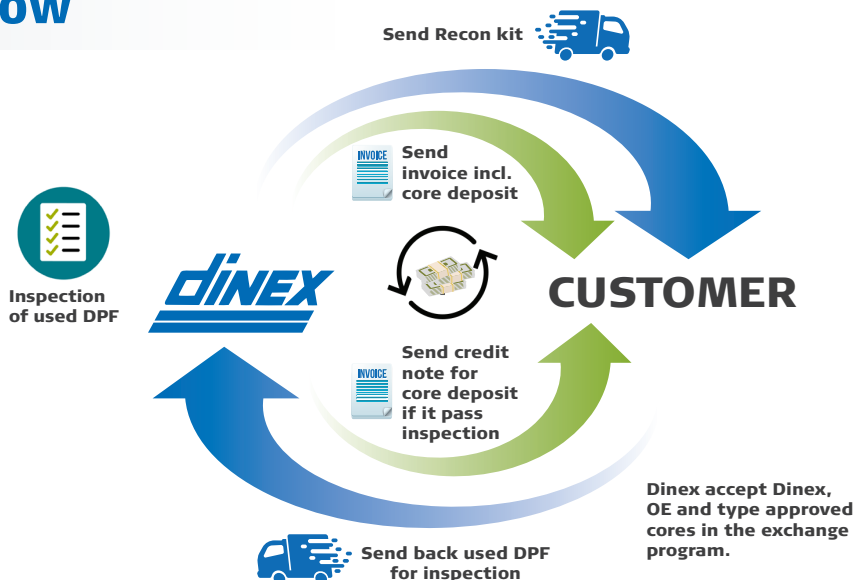 ow
Send Recon kit
INVOICE
Send
invoice incl.
core deposit
Inspection
of used DPF
dinex
CUSTOMER
INVOICE
Send credit
note for
core deposit
if it pass
inspection
Dinex accept Dinex,
OE and type approved
cores in the exchange
program.
Send back used DPF
for inspection